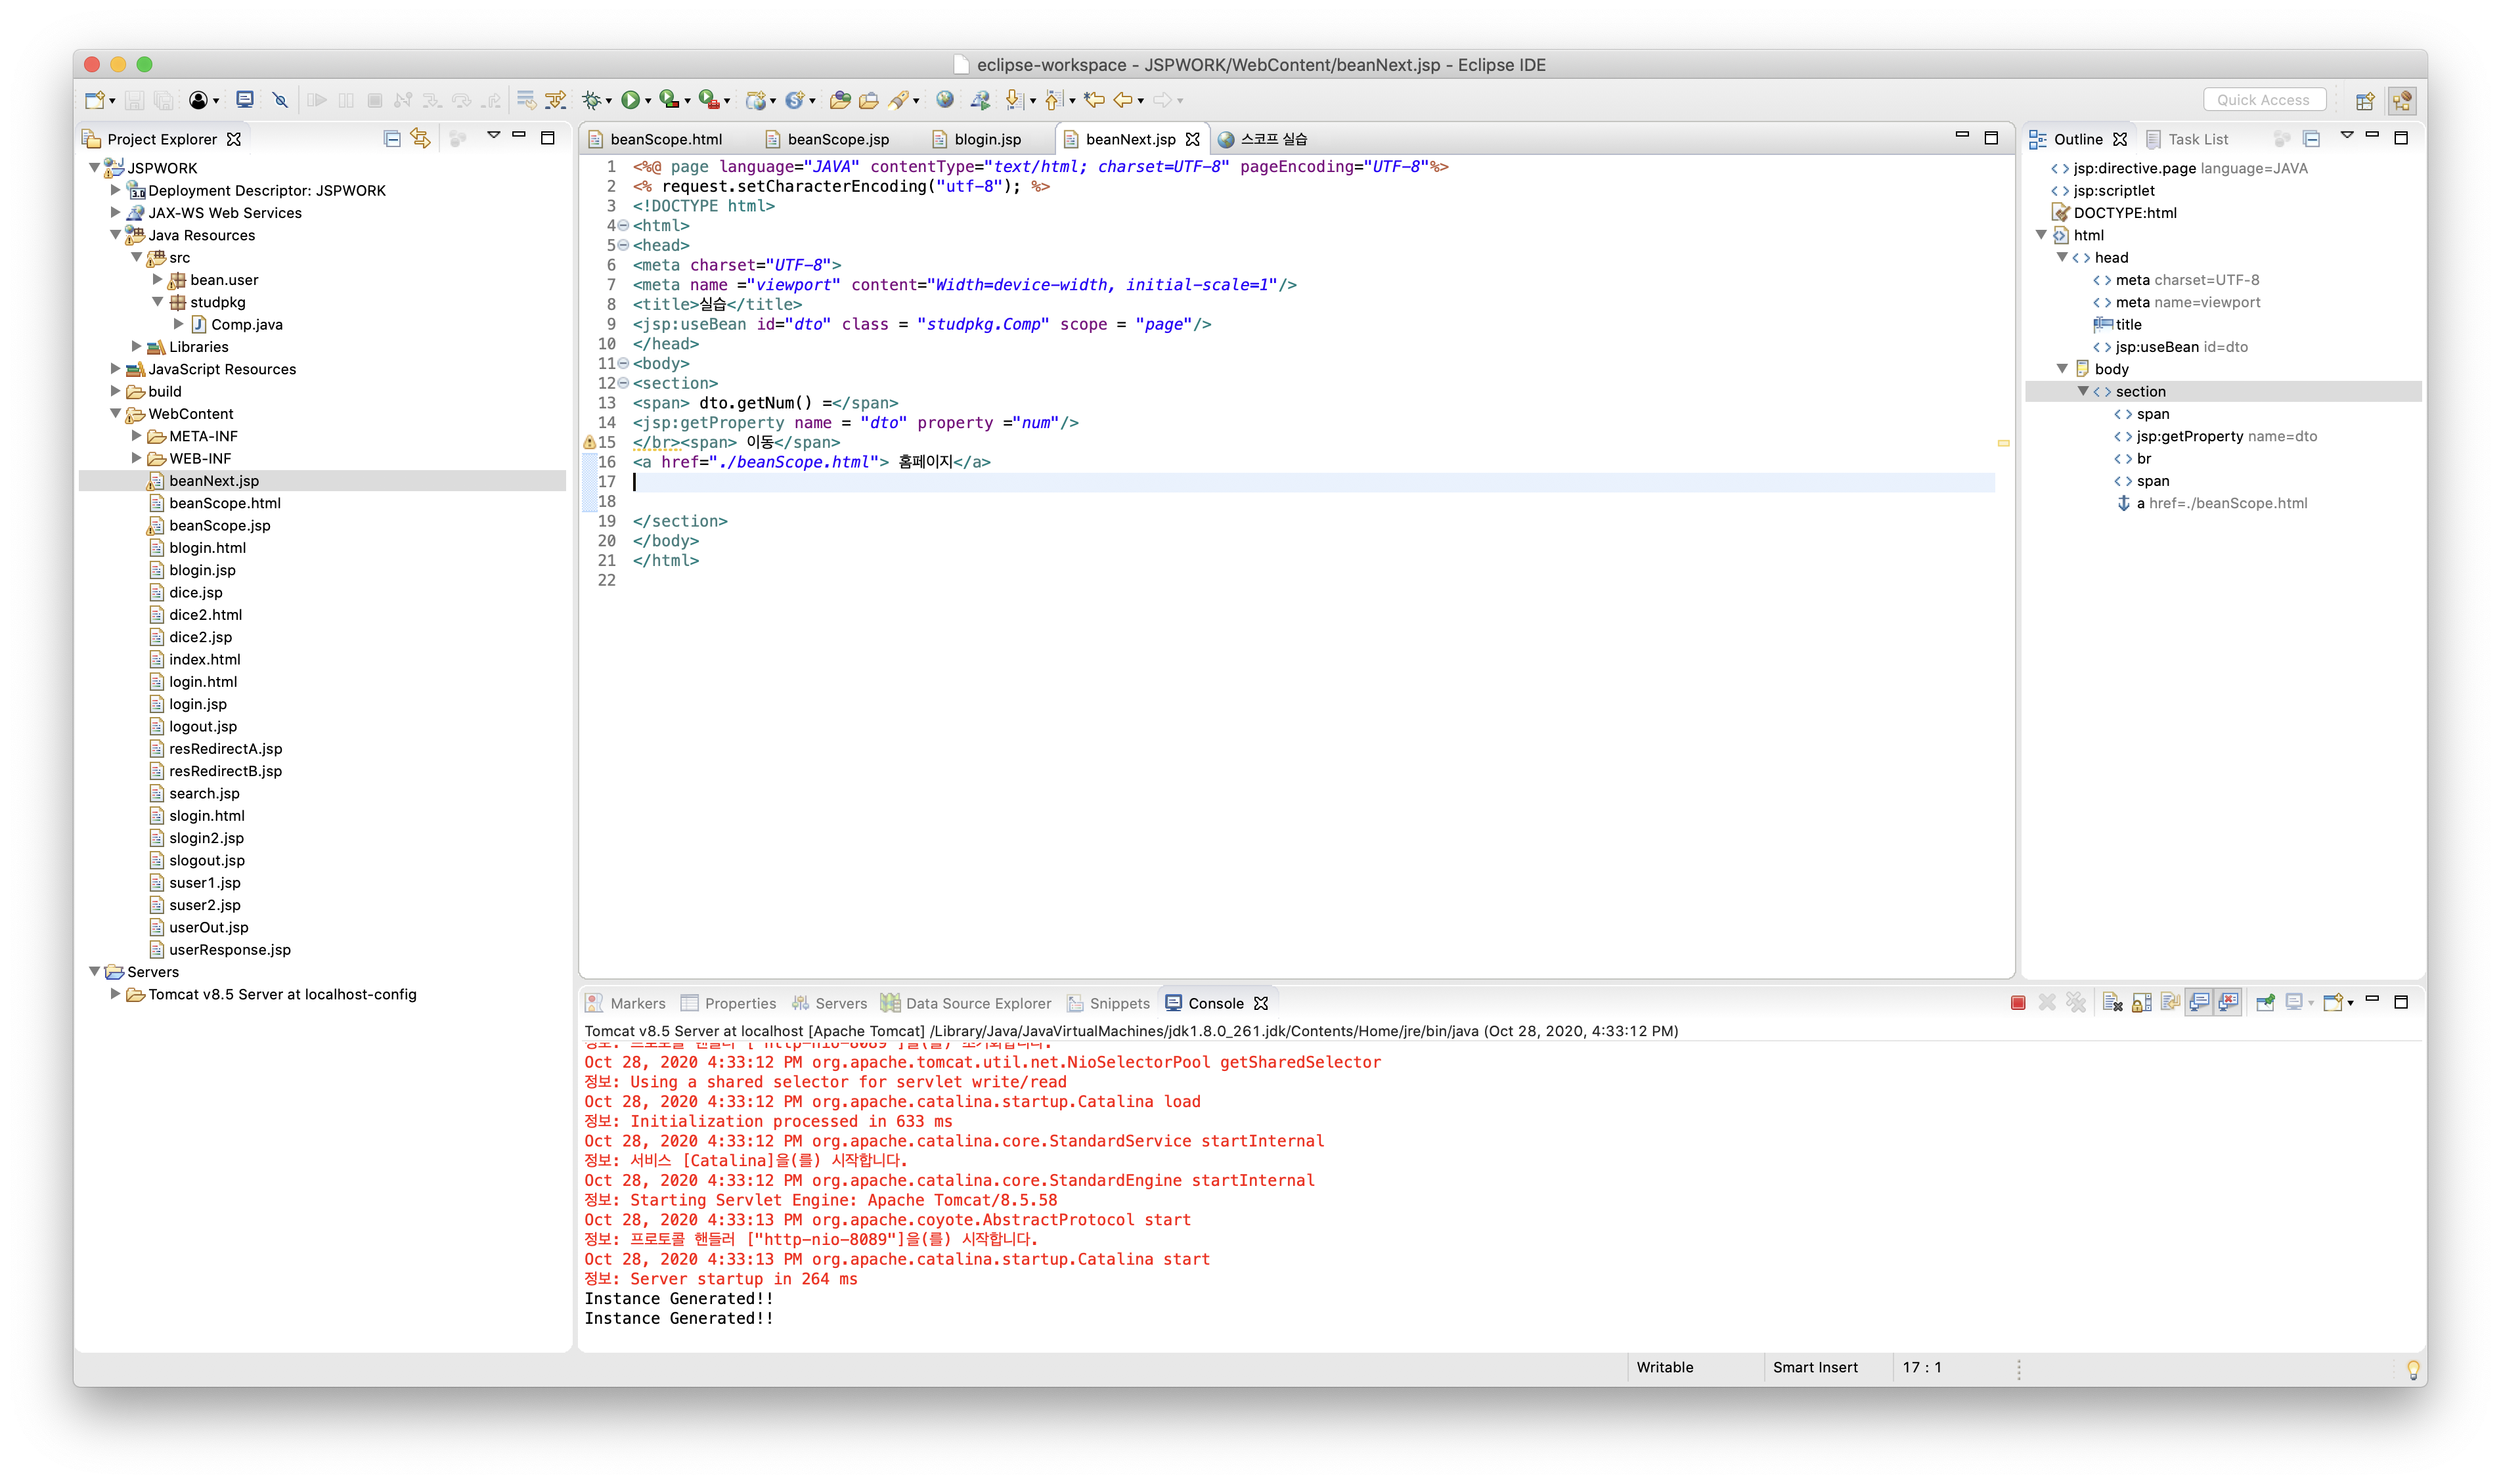 eclipse-workspace - JSPWORK/WebContent/beanNext.jsp - Eclipse IDE
Quick Access
Project Explorer
JSPWORK
Deployment Descriptor: JSPWORK
JAX-WS Web Services
Java Resources
src
bean.user
studpkg
Comp.java
Libraries
JavaScript Resources
build
WebContent
META-INF
WEB-INF
beanNext.jsp
beanScope.html
beanScope.jsp
blogin.html
blogin.jsp
dice.jsp
dice2.html
dice2.jsp
index.html
login.html
login.jsp
logout.jsp
resRedirectA.jsp
resRedirectB.jsp
search.jsp
slogin.html
slogin2.jsp
slogout.jsp
suser1.jsp
suser2.jsp
userOut.jsp
userResponse.jsp
Servers
Tomcat v8.5 Server at localhost-config
beanScope.html beanScope.jsp blogin.jsp beanNext.jsp 스코프 실습
1 <%@ page language="JAVA" contentType="text/html; charset=UTF-8" pageEncoding="UTF-8"%>
2 <% request.setCharacterEncoding("utf-8"); %>
3 <!DOCTYPE html>
4 <html>
5 <head>
6 <meta charset="UTF-8">
7 <meta name ="viewport" content="Width=device-width, initial-scale=1"/>
8 <title>실습</title>
9 <jsp:useBean id="dto" class = "studpkg.Comp" scope = "page"/>
10 </head>
11 <body>
12 <section>
13 <span> dto.getNum() =</span>
14 <jsp:getProperty name = "dto" property ="num"/>
15 </br><span> 이동</span>
16 <a href="./beanScope.html"> 홈페이지</a>
17
18
19 </section>
20 </body>
21 </html>
22
Outline Task List
jsp:directive.page language=JAVA
jsp:scriptlet
DOCTYPE:html
html
head
meta charset=UTF-8
meta name=viewport
title
jsp:useBean id=dto
body
section
span
jsp:getProperty name=dto
br
span
a href=./beanScope.html
Markers Properties Servers Data Source Explorer Snippets Console
Tomcat v8.5 Server at localhost [Apache Tomcat] /Library/Java/JavaVirtualMachines/jdk1.8.0_261.jdk/Contents/Home/jre/bin/java (Oct 28, 2020, 4:33:12 PM)
정보: 프로토콜 핸들러 ["http-nio-8089"]을(를) 초기화합니다.
Oct 28, 2020 4:33:12 PM org.apache.tomcat.util.net.NioSelectorPool getSharedSelector
정보: Using a shared selector for servlet write/read
Oct 28, 2020 4:33:12 PM org.apache.catalina.startup.Catalina load
정보: Initialization processed in 633 ms
Oct 28, 2020 4:33:12 PM org.apache.catalina.core.StandardService startInternal
정보: 서비스 [Catalina]을(를) 시작합니다.
Oct 28, 2020 4:33:12 PM org.apache.catalina.core.StandardEngine startInternal
정보: Starting Servlet Engine: Apache Tomcat/8.5.58
Oct 28, 2020 4:33:13 PM org.apache.coyote.AbstractProtocol start
정보: 프로토콜 핸들러 ["http-nio-8089"]을(를) 시작합니다.
Oct 28, 2020 4:33:13 PM org.apache.catalina.startup.Catalina start
정보: Server startup in 264 ms
Instance Generated!!
Instance Generated!!
Writable Smart Insert 17 : 1